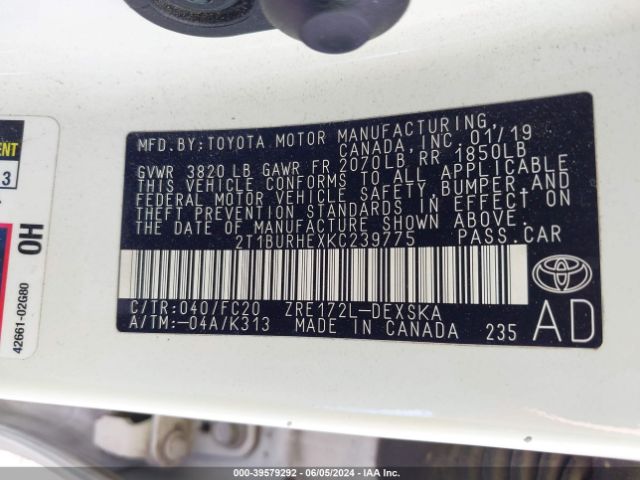 MFD.BY:TOYOTA MOTOR MANUFACTURING,
CANADA, INC. 01/19
GVWR 3820 LB GAWR FR 2070LB RR 1850LB
THIS VEHICLE CONFORMS TO ALL APPLICABLE
FEDERAL MOTOR VEHICLE SAFETY, BUMPER, AND
THEFT PREVENTION STANDARDS IN EFFECT ON
THE DATE OF MANUFACTURE SHOWN ABOVE.
2T1BURHEXKC239775 PASS.CAR
C/TR:040/FC20 ZRE172L-DEXSKA
A/TM:-04A/K313 MADE IN CANADA 235
AD
ENT
3
OH
42661-02G80
000-39579292 - 06/05/2024 - IAA Inc.